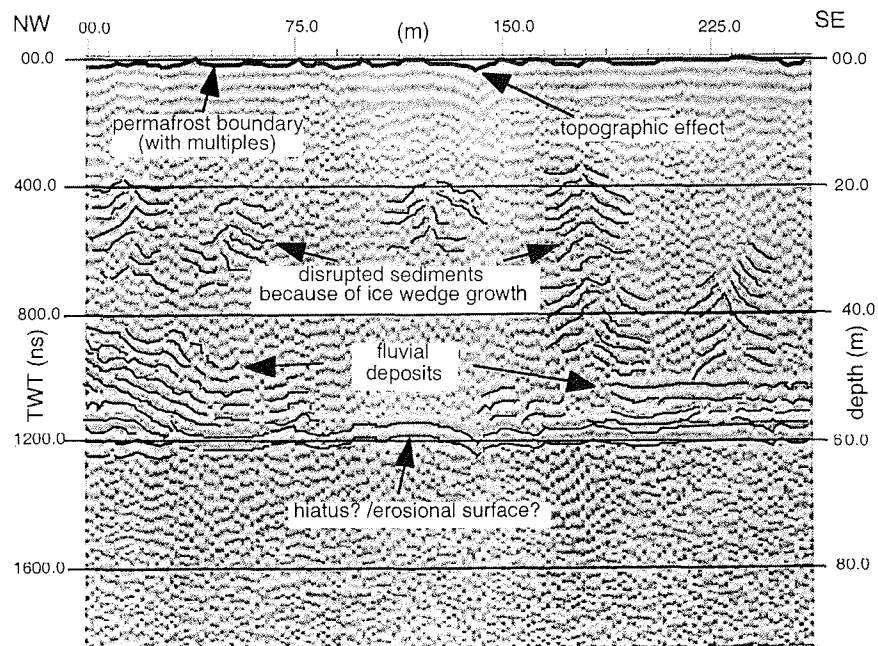 NW 00.0 75.0 (m) 150.0 225.0 SE
00.0 00.0
permafrost boundary
(with multiples)
topographic effect
400.0 20.0
disrupted sediments
because of ice wedge growth
800.0 40.0
fluvial
deposits
TWT (ns)
depth (m)
1200.0 60.0
hiatus? /erosional surface?
1600.0 80.0